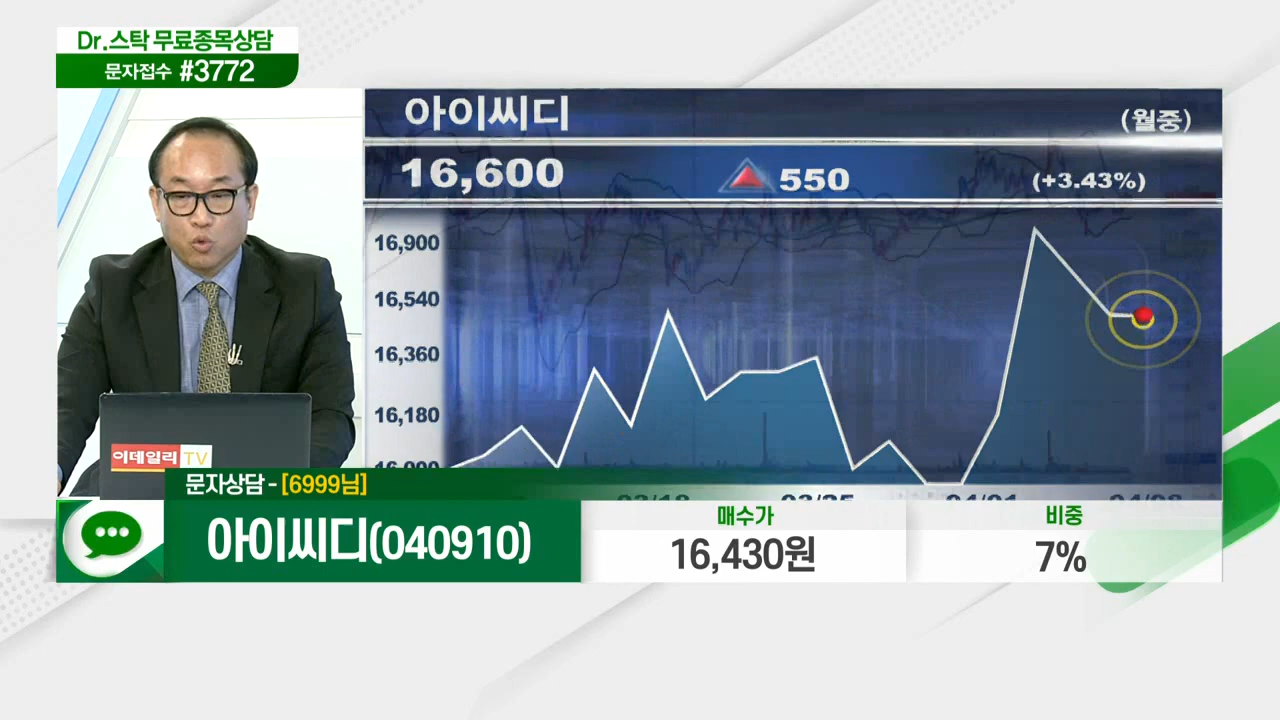 Dr.스탁 무료종목상담
문자접수 #3772
아이씨디
(월중)
16,600
550
(+3.43%)
16,900
16,540
16,360
16,180
이데일리 TV
문자상담 - [6999님]
아이씨디(040910)
매수가
16,430원
비중
7%